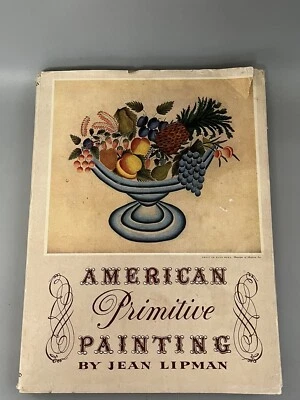 AMERICAN
Primitive
PAINTING
BY JEAN LIPMAN